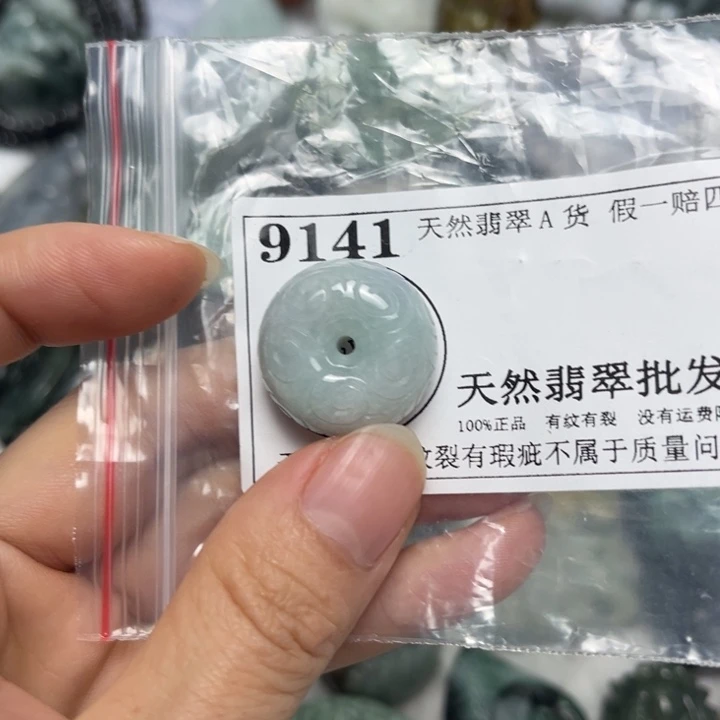 9141 天然翡翠A货 假一赔四
天然翡翠批发
100%正品 有纹有裂 没有运费
纹裂有瑕疵不属于质量问